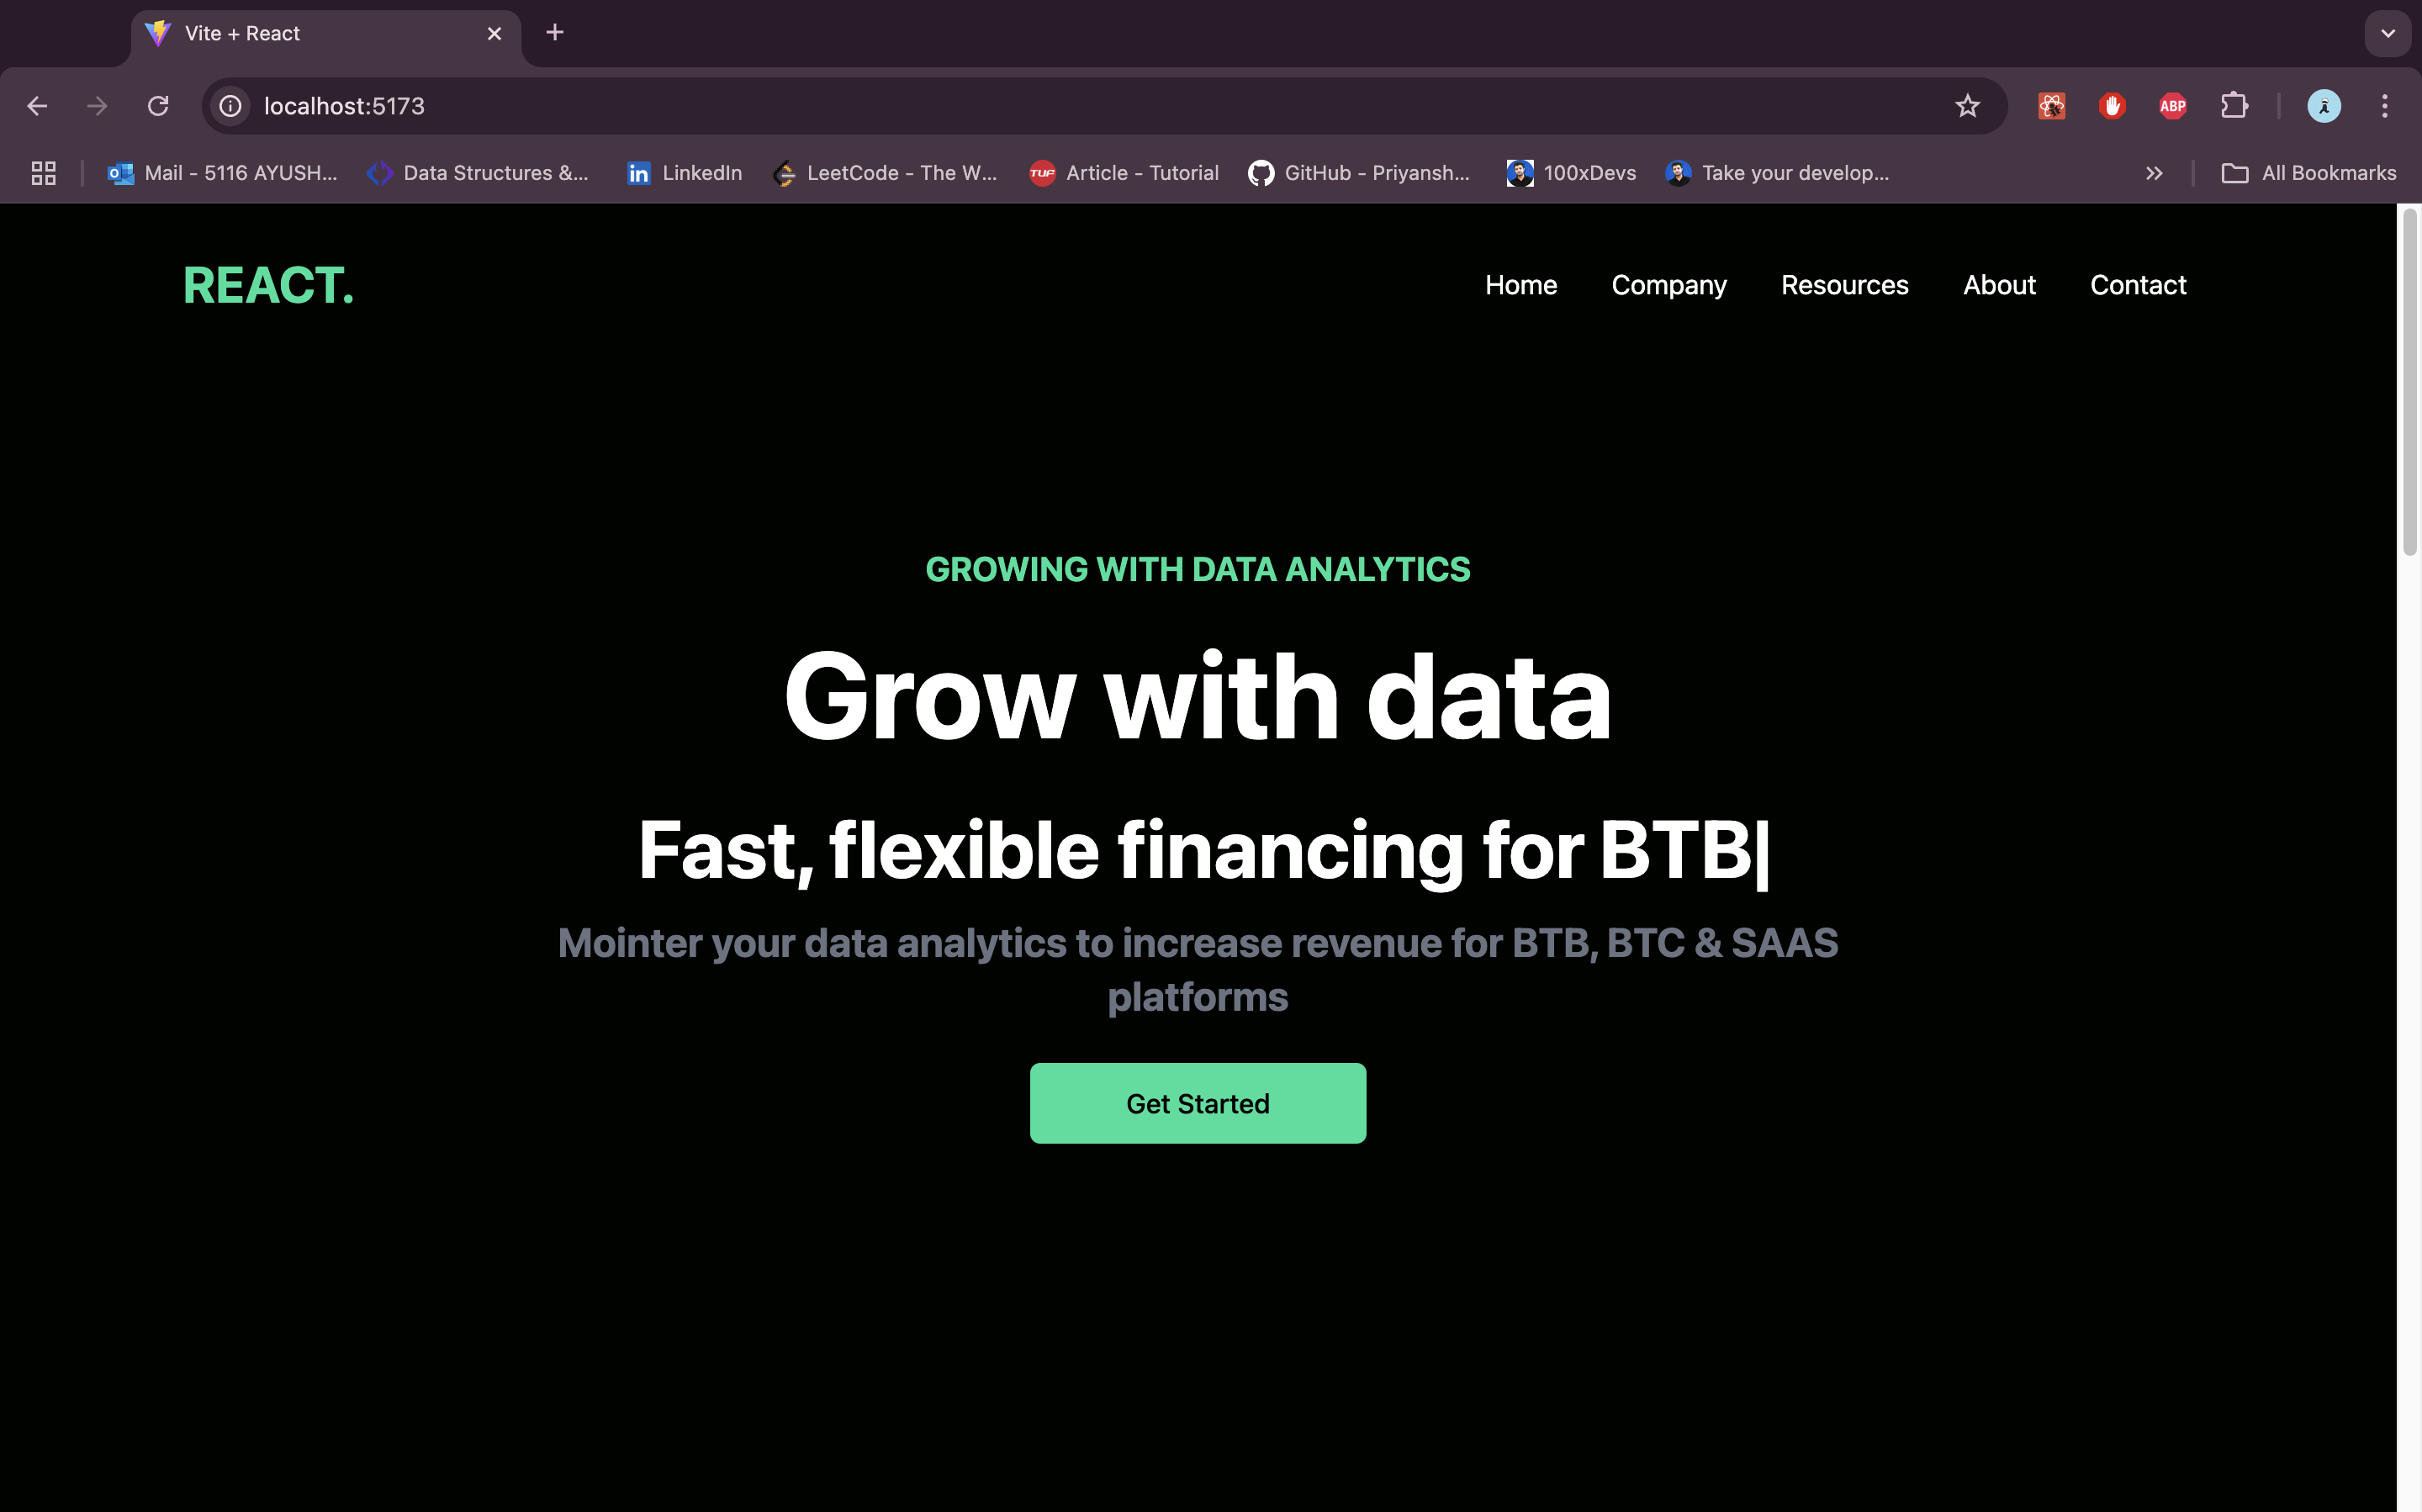 Vite + React
localhost:5173
ABP
Mail - 5116 AYUSH...
Data Structures &...
in LinkedIn
LeetCode - The W...
TUF Article - Tutorial
GitHub - Priyansh...
100xDevs
Take your develop...
All Bookmarks
REACT.
Home Company Resources About Contact
GROWING WITH DATA ANALYTICS
Grow with data
Fast, flexible financing for BTB|
Mointer your data analytics to increase revenue for BTB, BTC & SAAS
platforms
Get Started